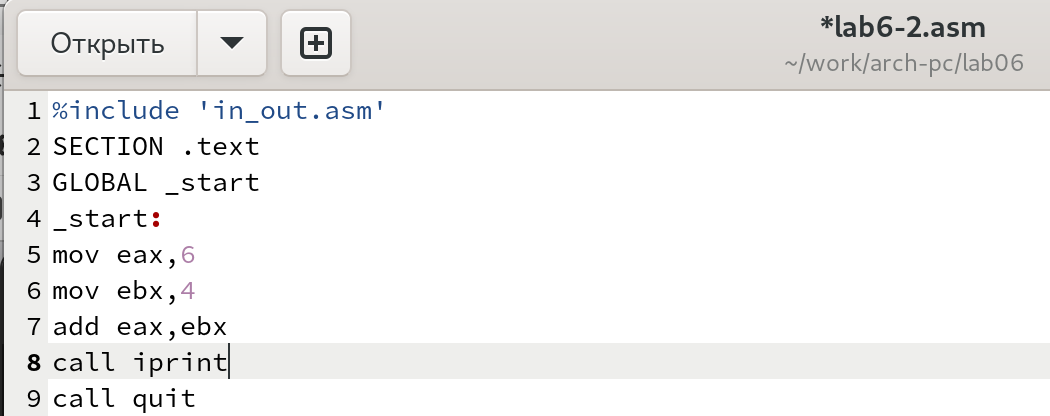 Открыть
*lab6-2.asm
~/work/arch-pc/lab06
1 %include 'in_out.asm'
2 SECTION .text
3 GLOBAL _start
4 _start:
5 mov eax,6
6 mov ebx,4
7 add eax,ebx
8 call iprint
9 call quit